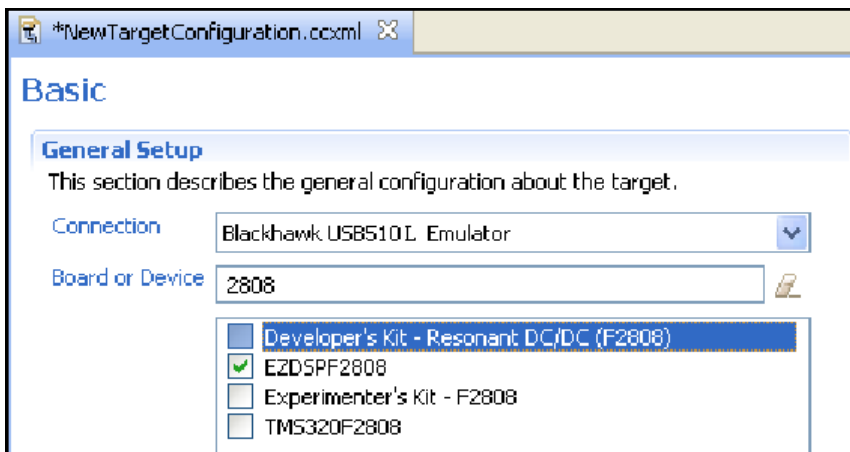 *NewTargetConfiguration.ccxml
Basic
General Setup
This section describes the general configuration about the target.
Connection
Blackhawk USB510L Emulator
Board or Device
2808
Developer's Kit - Resonant DC/DC (F2808)
EZDSPF2808
Experimenter's Kit - F2808
TMS320F2808